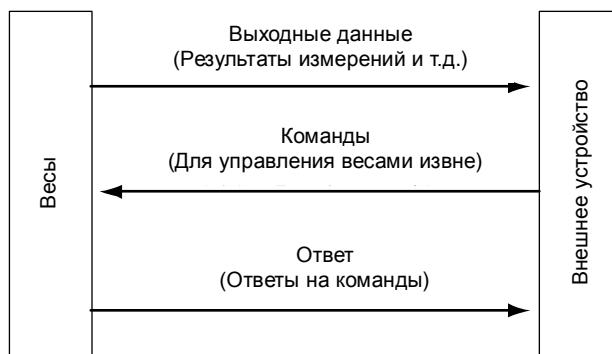 Выходные данные
(Результаты измерений и т.д.)
Команды
(Для управления весами извне)
Ответ
(Ответы на команды)
Весы
Внешнее устройство